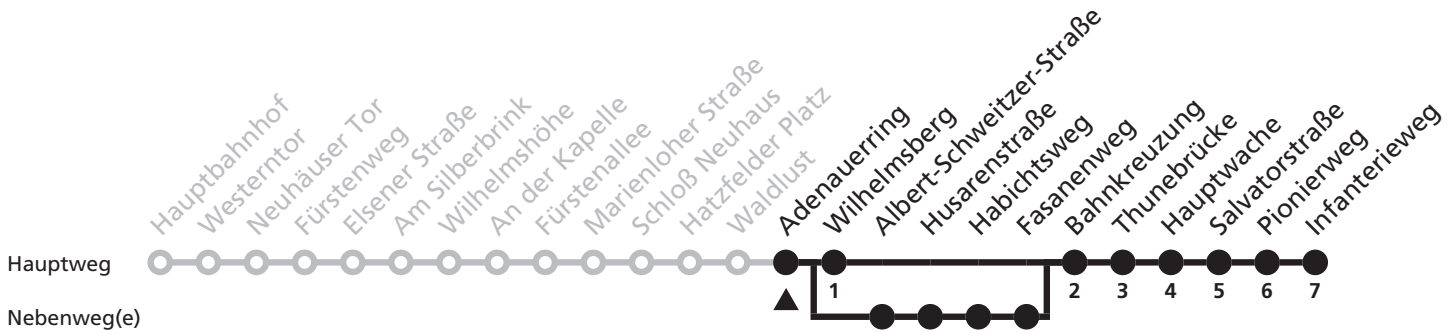 Hauptbahnhof
Westerntor
Neuhäuser Tor
Fürstenweg
Elsener Straße
Am Silberbrink
Wilhelmshöhe
An der Kapelle
Fürstenallee
Marienloher Straße
Schloß Neuhaus
Hatzfelder Platz
Waldlust
Adenauerring
Wilhelmsberg
Albert-Schweitzer-Straße
Husarenstraße
Habichtsweg
Fasanenweg
Bahnkreuzung
Thunebrücke
Hauptwache
Salvatorstraße
Pionierweg
Infanterieweg
Hauptweg
1 2 3 4 5 6 7
Nebenweg(e)